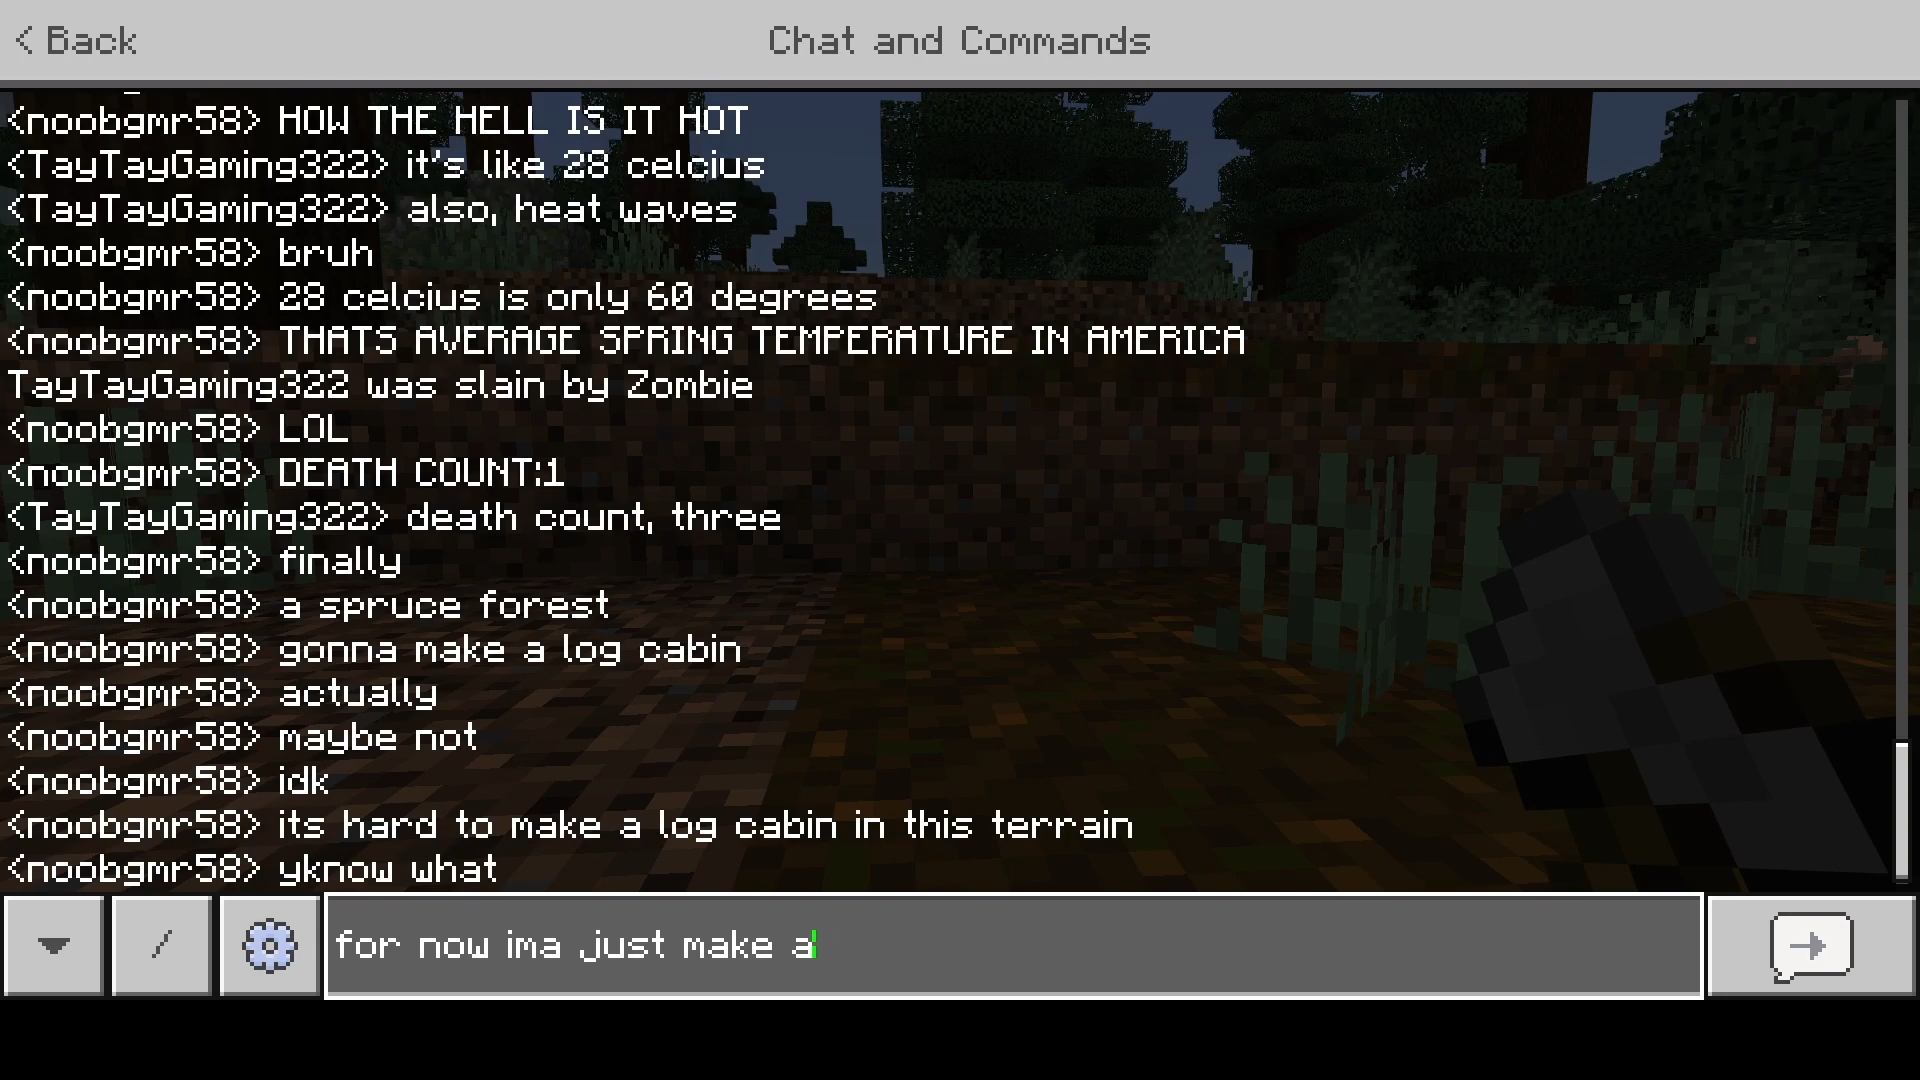 < Back
Chat and Commands
<noobgmr58> HOW THE HELL IS IT HOT
<TayTayGaming322> it's like 28 celcius
<TayTayGaming322> also, heat waves
<noobgmr58> bruh
<noobgmr58> 28 celcius is only 60 degrees
<noobgmr58> THATS AVERAGE SPRING TEMPERATURE IN AMERICA
TayTayGaming322 was slain by Zombie
<noobgmr58> LOL
<noobgmr58> DEATH COUNT:1
<TayTayGaming322> death count, three
<noobgmr58> finally
<noobgmr58> a spruce forest
<noobgmr58> gonna make a log cabin
<noobgmr58> actually
<noobgmr58> maybe not
<noobgmr58> idk
<noobgmr58> its hard to make a log cabin in this terrain
<noobgmr58> yknow what
/
for now ima just make a